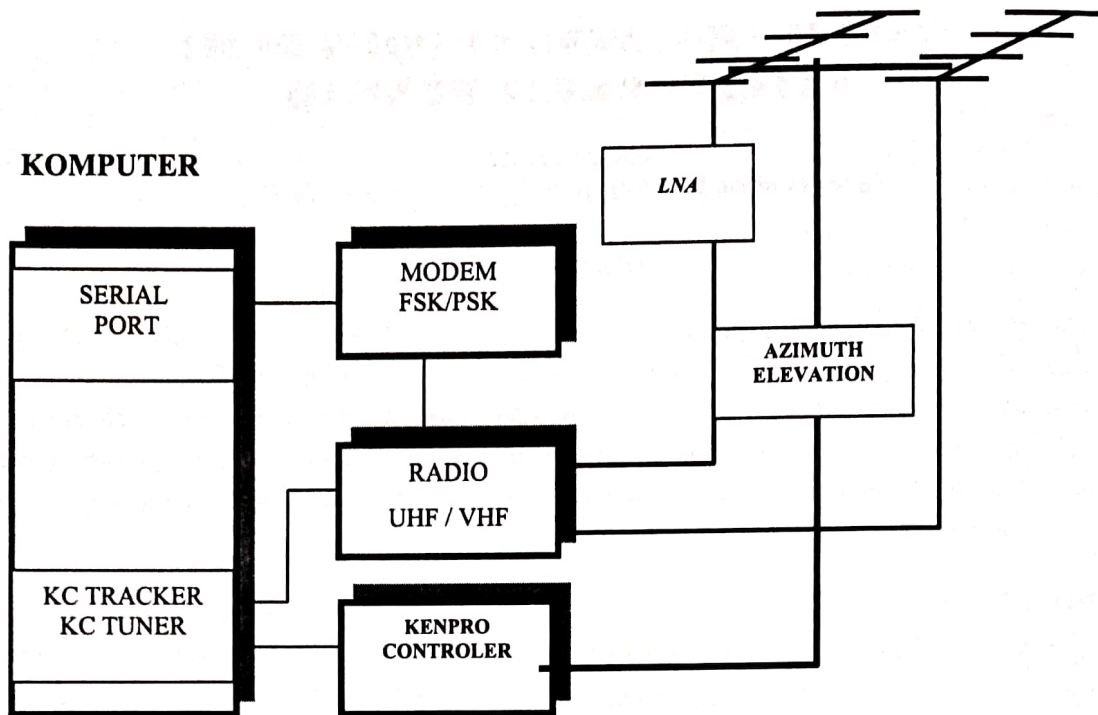 KOMPUTER
SERIAL
PORT
KC TRACKER
KC TUNER
MODEM
FSK/PSK
RADIO
UHF / VHF
KENPRO
CONTROLER
LNA
AZIMUTH
ELEVATION